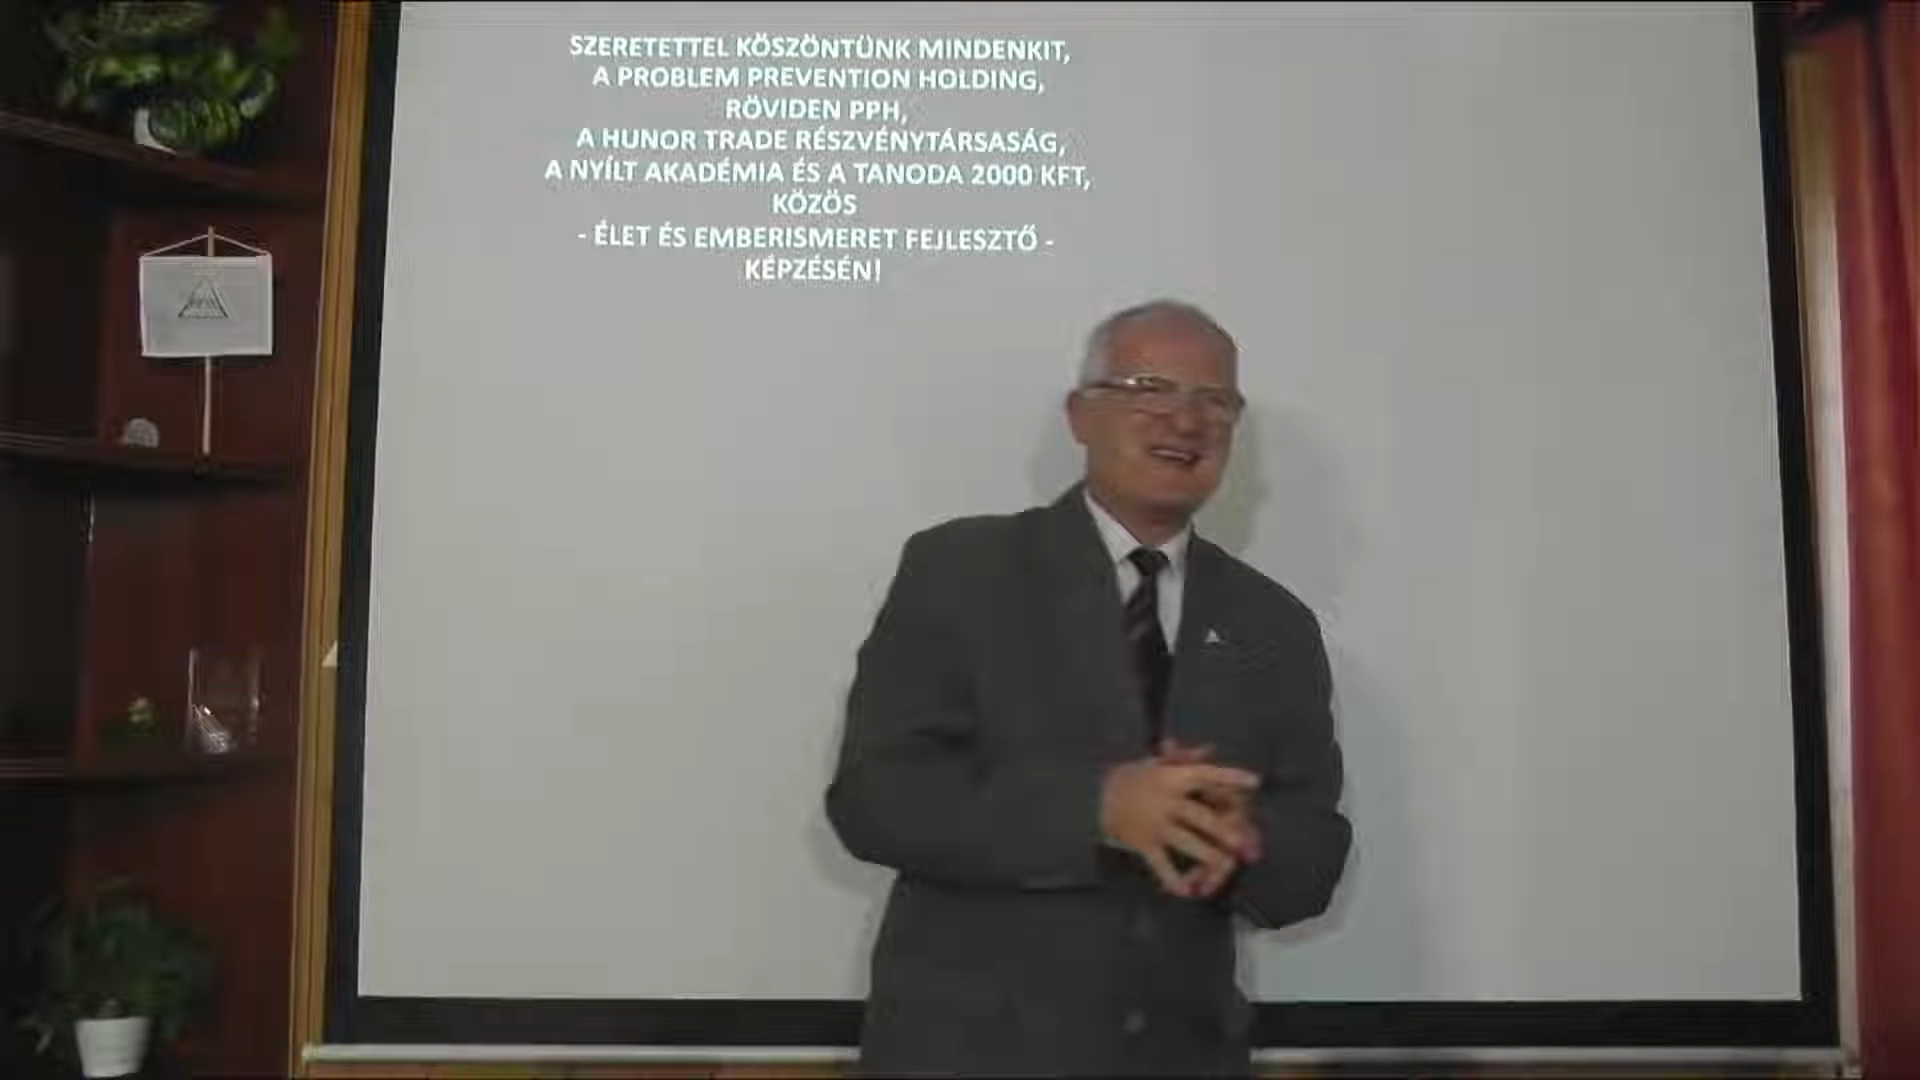 SZERETETTEL KÖSZÖNTÜNK MINDENKIT,
A PROBLEM PREVENTION HOLDING,
RÖVIDEN PPH,
A HUNOR TRADE RÉSZVÉNYTÁRSASÁG,
A NYÍLT AKADÉMIA ÉS A TANODA 2000 KFT,
KÖZÖS
- ÉLET ÉS EMBERISMERET FEJLESZTŐ -
KÉPZÉSÉN!